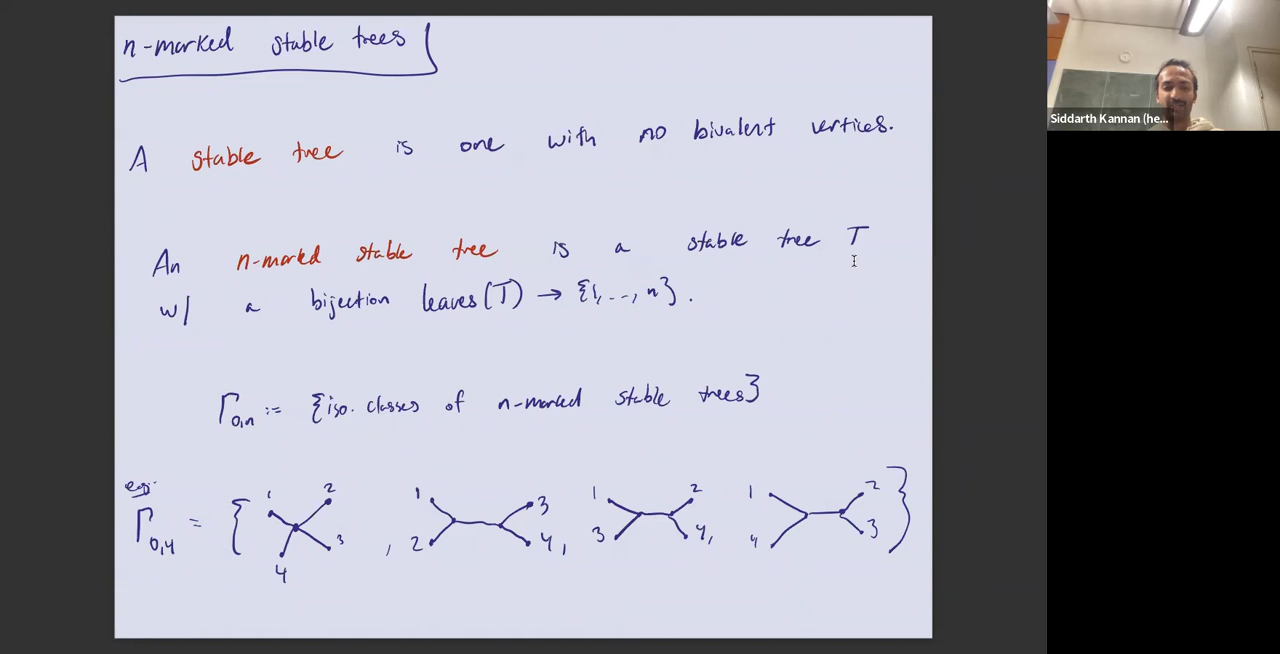 n-marked stable trees
A stable tree is one with no bivalent vertices.
An n-marked stable tree is a stable tree T
w/ a bijection leaves(T) → {1, ..., n}.
Γ₀,ₙ := {iso. classes of n-marked stable trees}
e.g.
Γ₀,₄ = { 1 2 3 4 , 1 2 3 4 , 1 3 2 4 , 1 4 2 3 }
Siddarth Kannan (he...